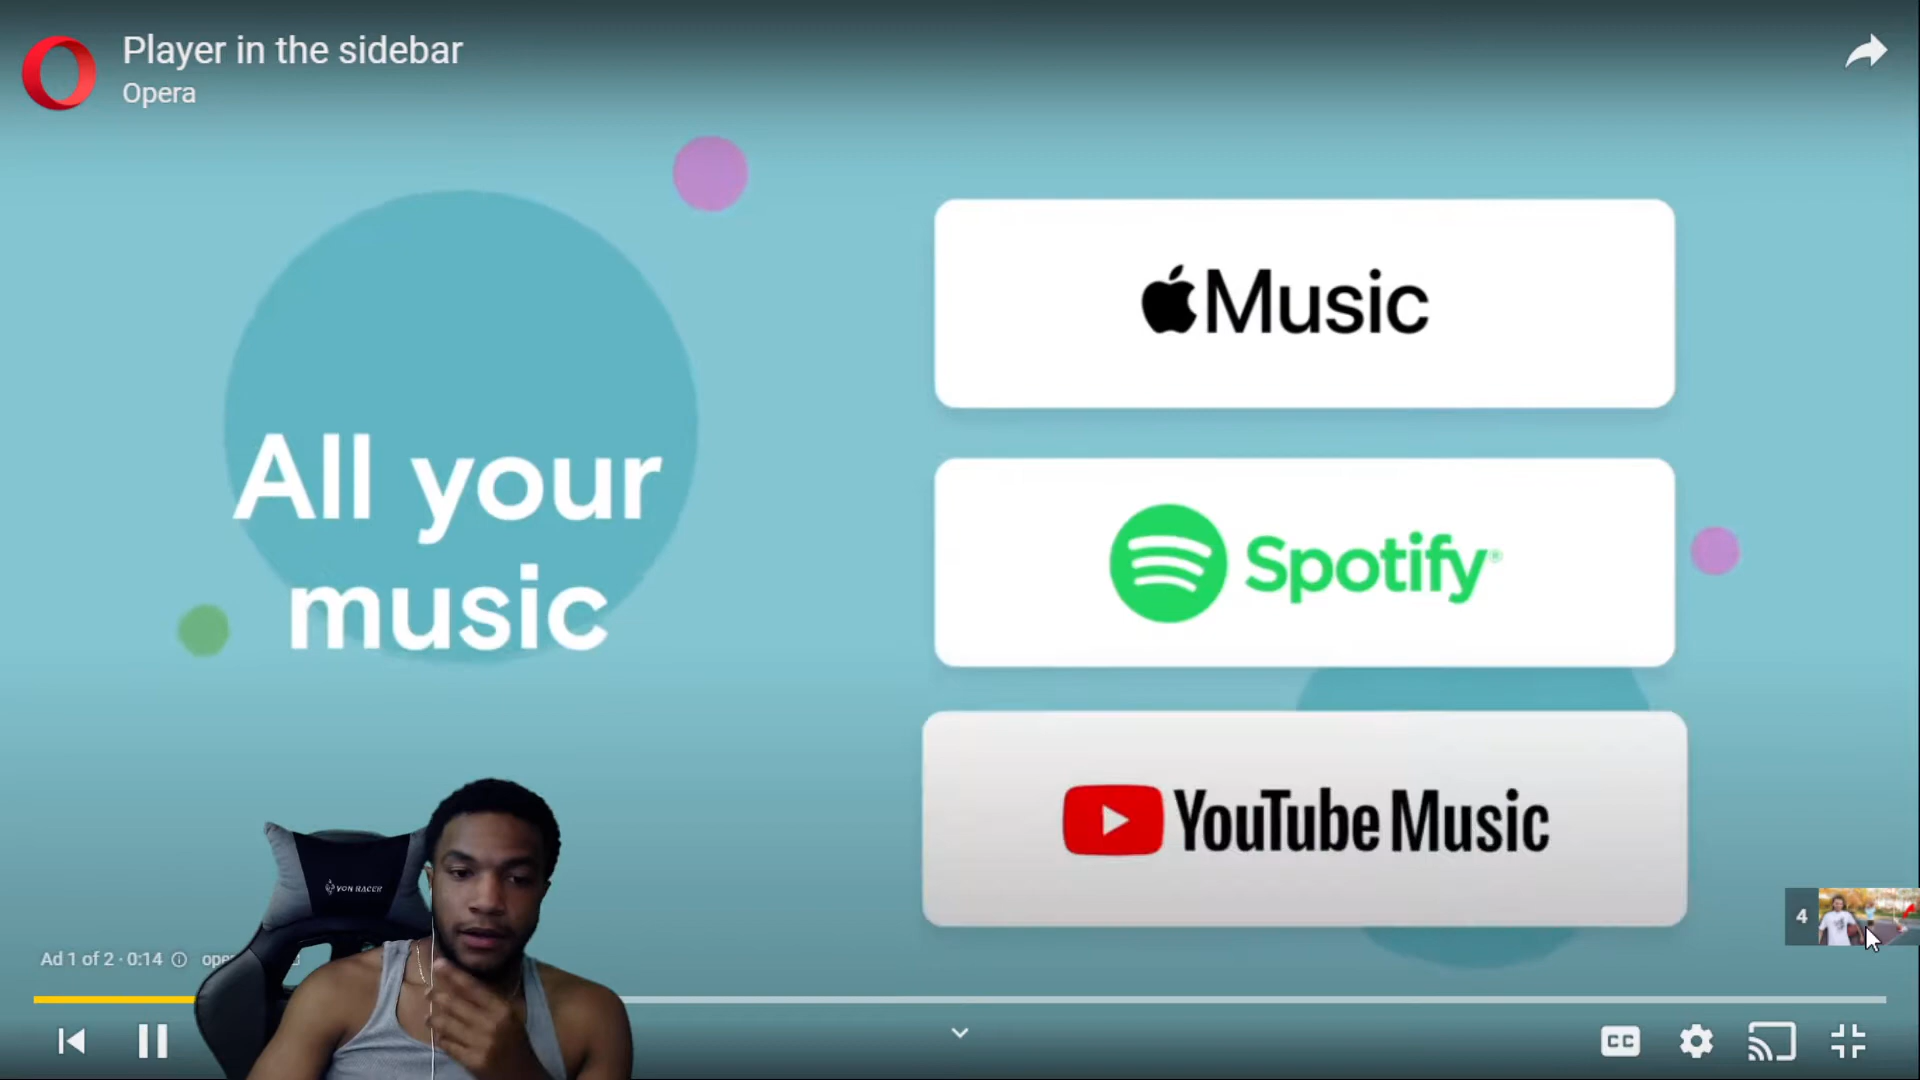 Player in the sidebar
Opera
All your
music
Music
Spotify
YouTube Music
VON RACER
4
Ad 1 of 2 · 0:14
CC